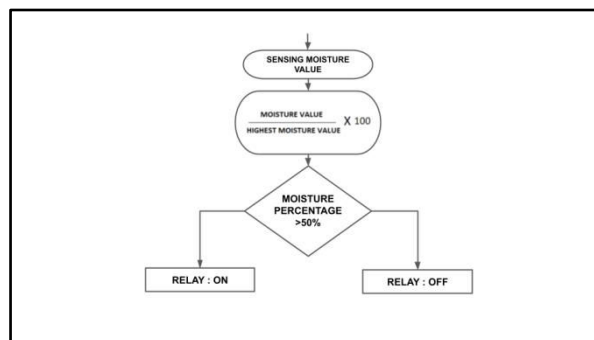 SENSING MOISTURE
VALUE
MOISTURE VALUE
HIGHEST MOISTURE VALUE
X 100
MOISTURE
PERCENTAGE
>50%
RELAY : ON
RELAY : OFF